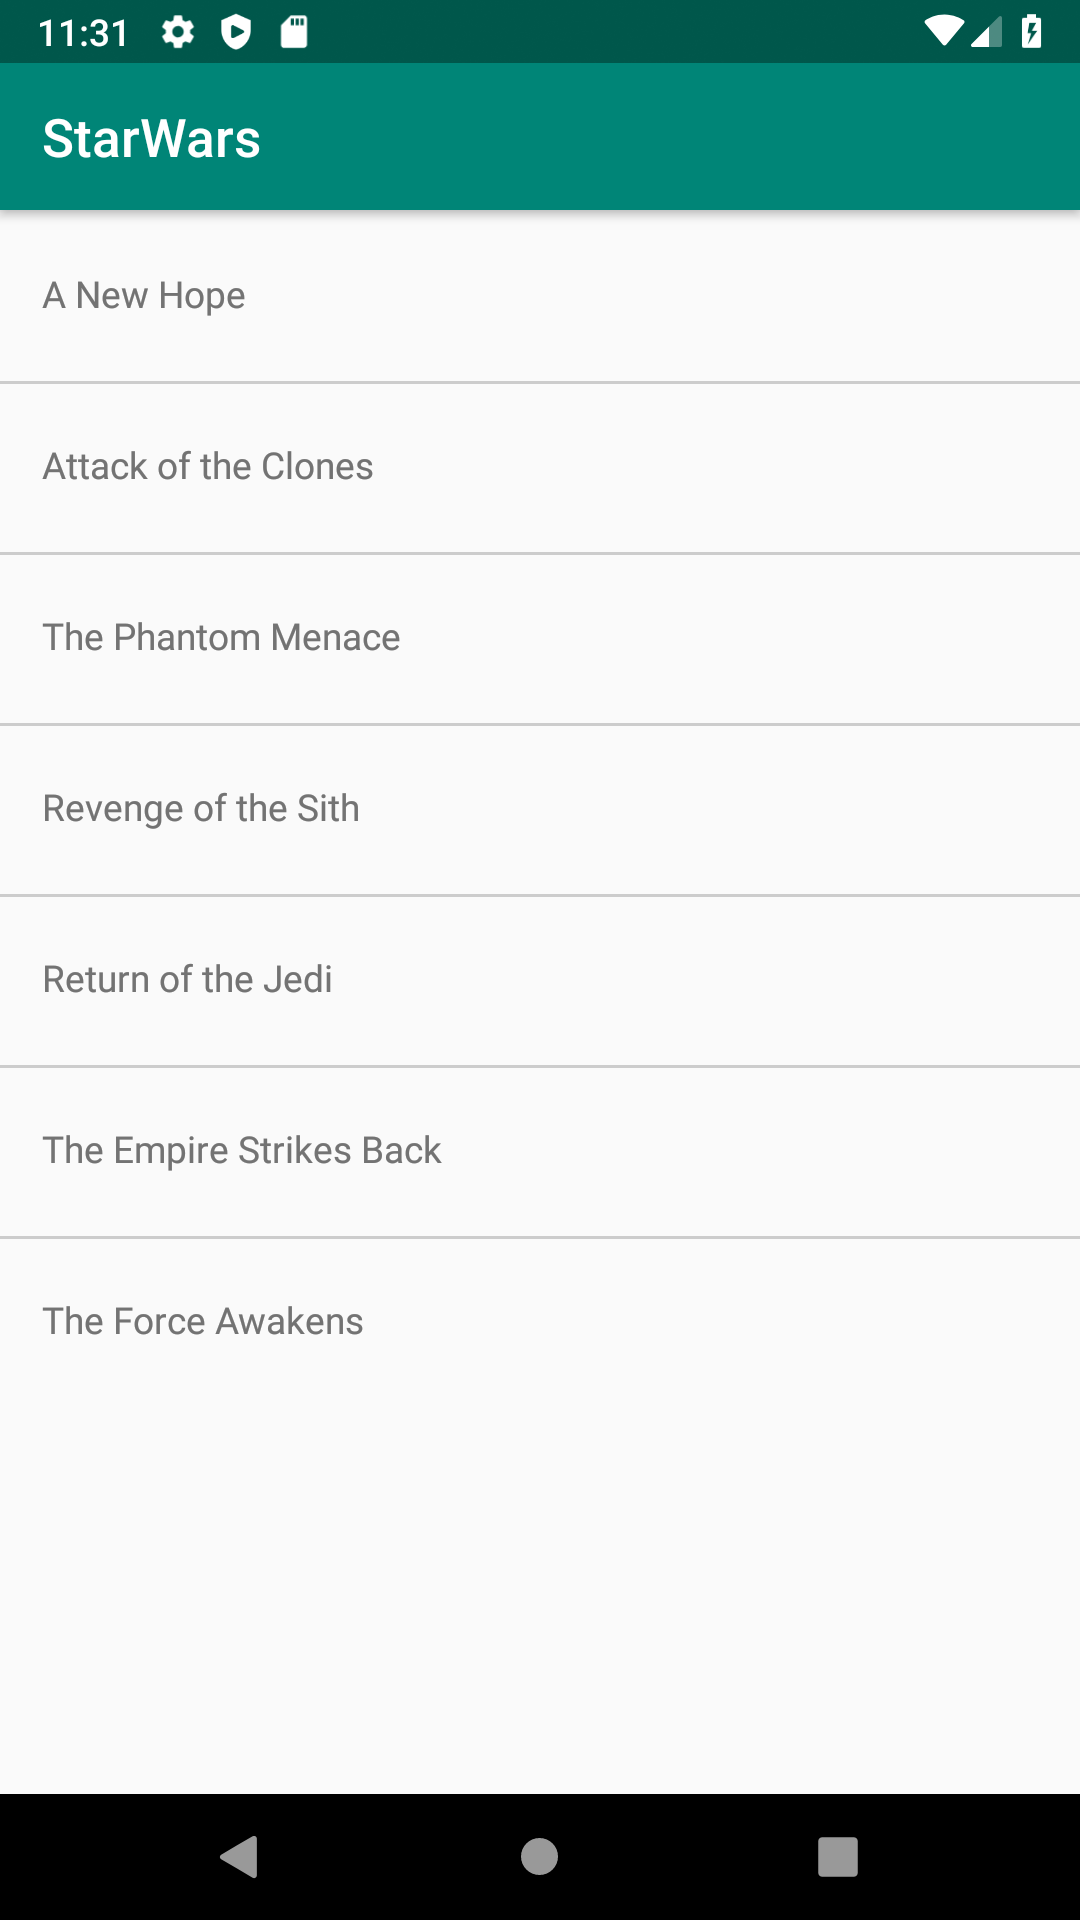 11:31
StarWars
A New Hope
Attack of the Clones
The Phantom Menace
Revenge of the Sith
Return of the Jedi
The Empire Strikes Back
The Force Awakens